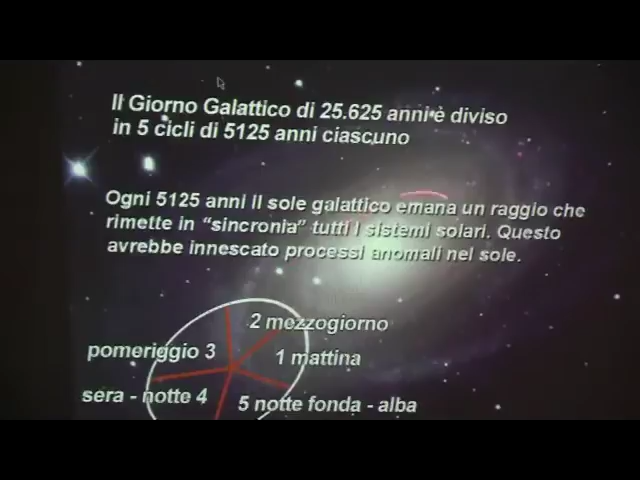 Il Giorno Galattico di 25.625 anni è diviso
in 5 cicli di 5125 anni ciascuno
Ogni 5125 anni il sole galattico emana un raggio che
rimette in “sincronia” tutti i sistemi solari. Questo
avrebbe innescato processi anomali nel sole.
2 mezzogiorno
pomeriggio 3
1 mattina
sera - notte 4
5 notte fonda - alba